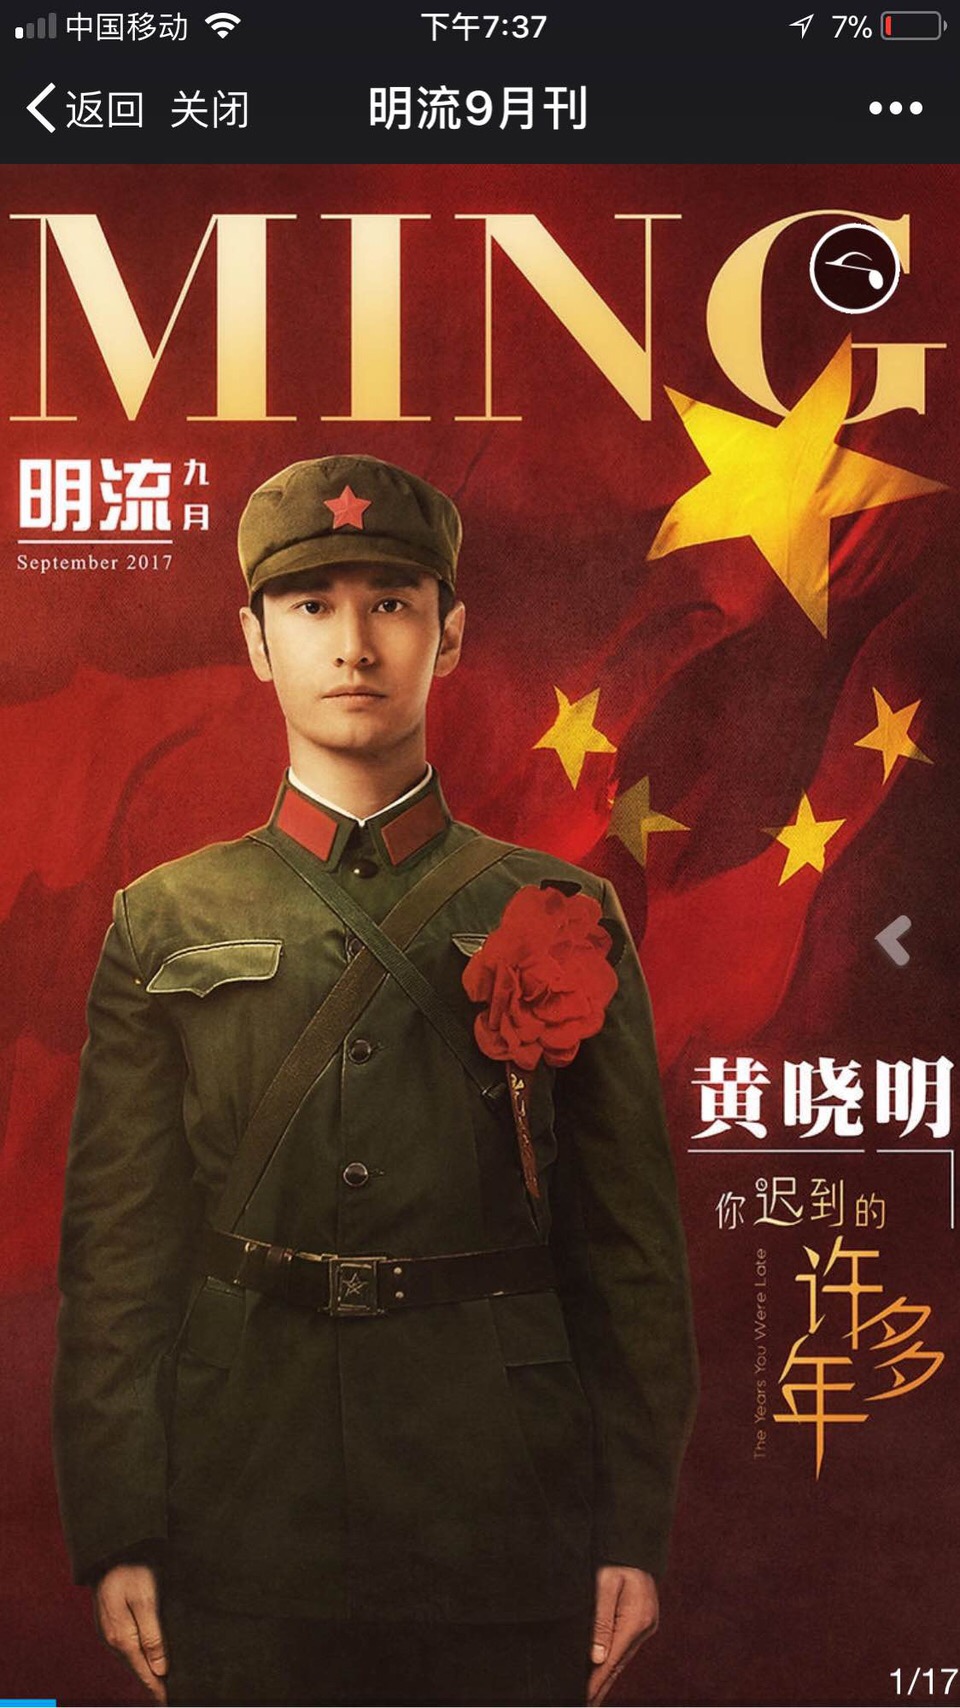 中国移动 下午7:37 7%
返回 关闭 明流9月刊
MING
明流 九月
September 2017
黄晓明
你迟到的
许多年
The Years You Were Late
1/17